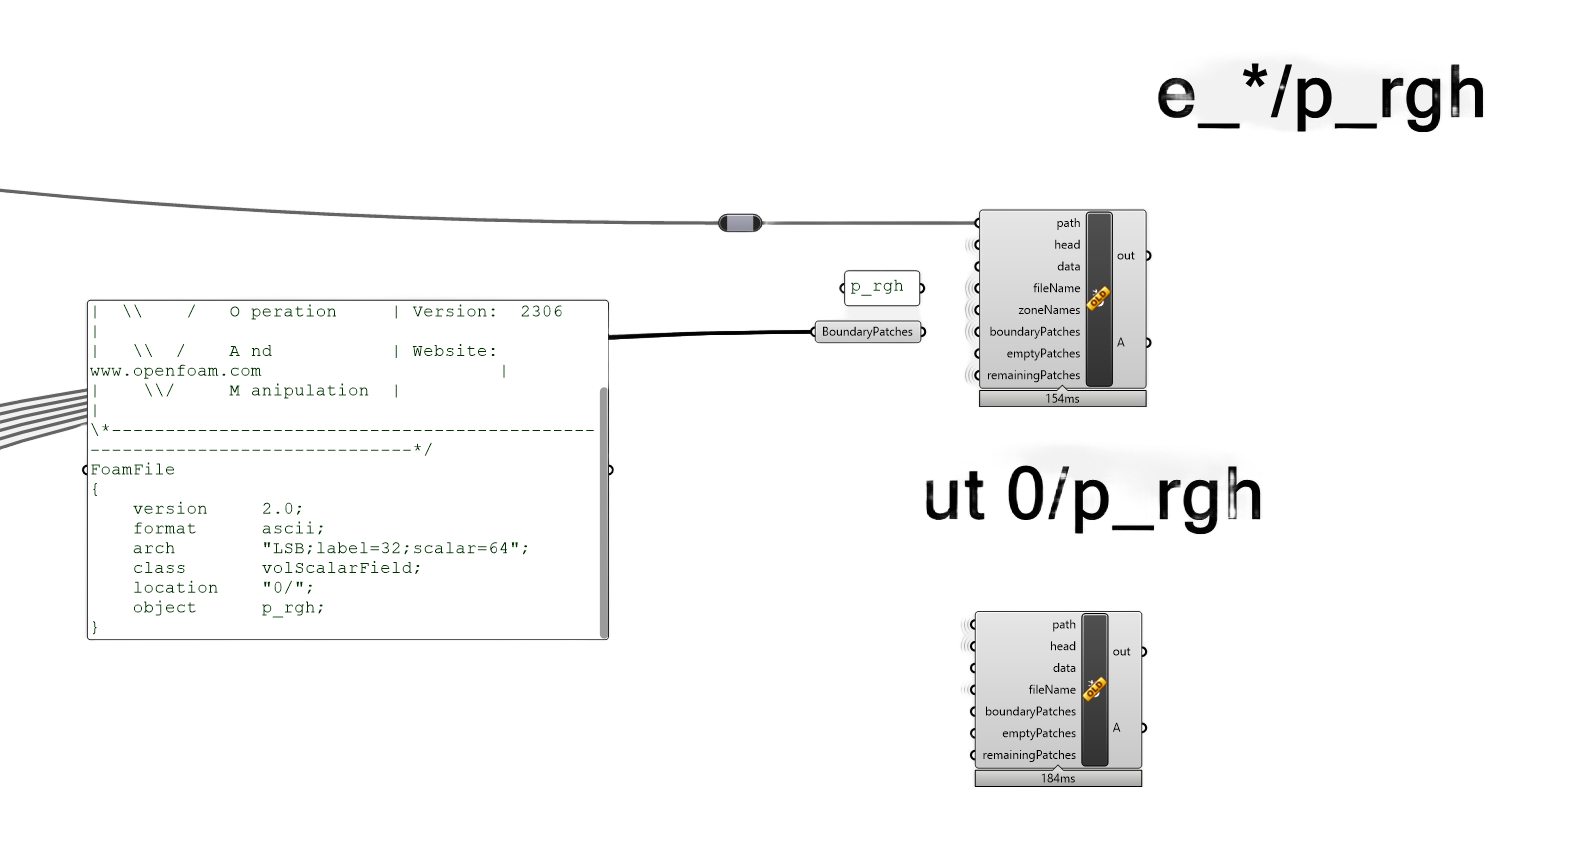 e_*/p_rgh
path
head
data
fileName
zoneNames
boundaryPatches
emptyPatches
remainingPatches
out
A
OLD
154ms
p_rgh
BoundaryPatches
| \\ / O peration | Version: 2306
|
| \\ / A nd | Website:
www.openfoam.com |
| \\/ M anipulation |
|
\*---------------------------------------------
------------------------------*/
FoamFile
{
version 2.0;
format ascii;
arch "LSB;label=32;scalar=64";
class volScalarField;
location "0/";
object p_rgh;
}
ut 0/p_rgh
path
head
data
fileName
boundaryPatches
emptyPatches
remainingPatches
out
A
OLD
184ms